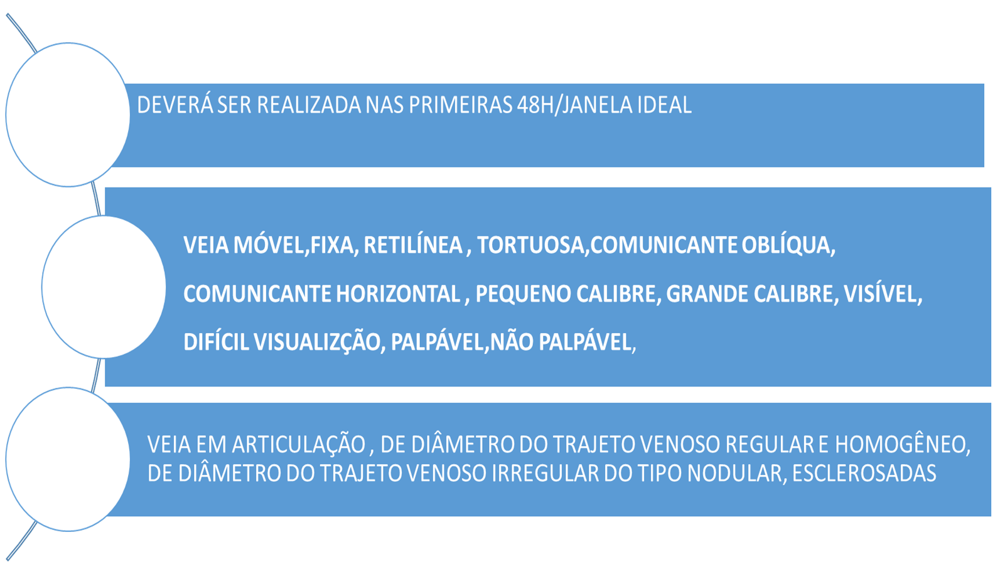 DEVERÁ SER REALIZADA NAS PRIMEIRAS 48H/JANELA IDEAL
VEIA MÓVEL,FIXA, RETILÍNEA , TORTUOSA,COMUNICANTE OBLÍQUA,
COMUNICANTE HORIZONTAL , PEQUENO CALIBRE, GRANDE CALIBRE, VISÍVEL,
DIFÍCIL VISUALIZÇÃO, PALPÁVEL,NÃO PALPÁVEL,
VEIA EM ARTICULAÇÃO , DE DIÂMETRO DO TRAJETO VENOSO REGULAR E HOMOGÊNEO,
DE DIÂMETRO DO TRAJETO VENOSO IRREGULAR DO TIPO NODULAR, ESCLEROSADAS